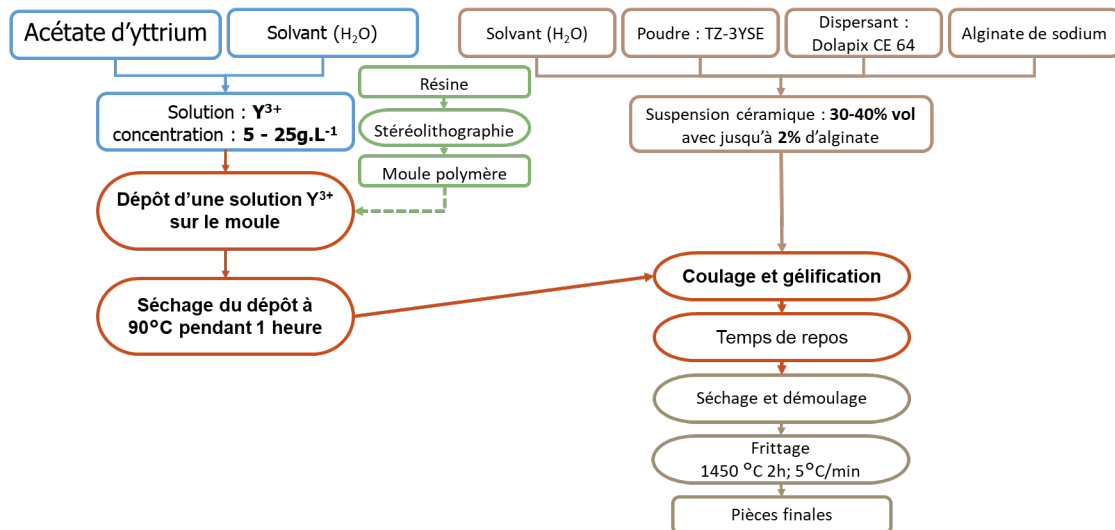 Acétate d'yttrium
Solvant (H₂O)
Solution : Y³⁺
concentration : 5 - 25g.L⁻¹
Résine
Stéréolithographie
Moule polymère
Dépôt d'une solution Y³⁺
sur le moule
Séchage du dépôt à
90°C pendant 1 heure
Solvant (H₂O)
Poudre : TZ-3YSE
Dispersant :
Dolapix CE 64
Alginate de sodium
Suspension céramique : 30-40% vol
avec jusqu'à 2% d'alginate
Coulage et gélification
Temps de repos
Séchage et démoulage
Frittage
1450 °C 2h; 5°C/min
Pièces finales